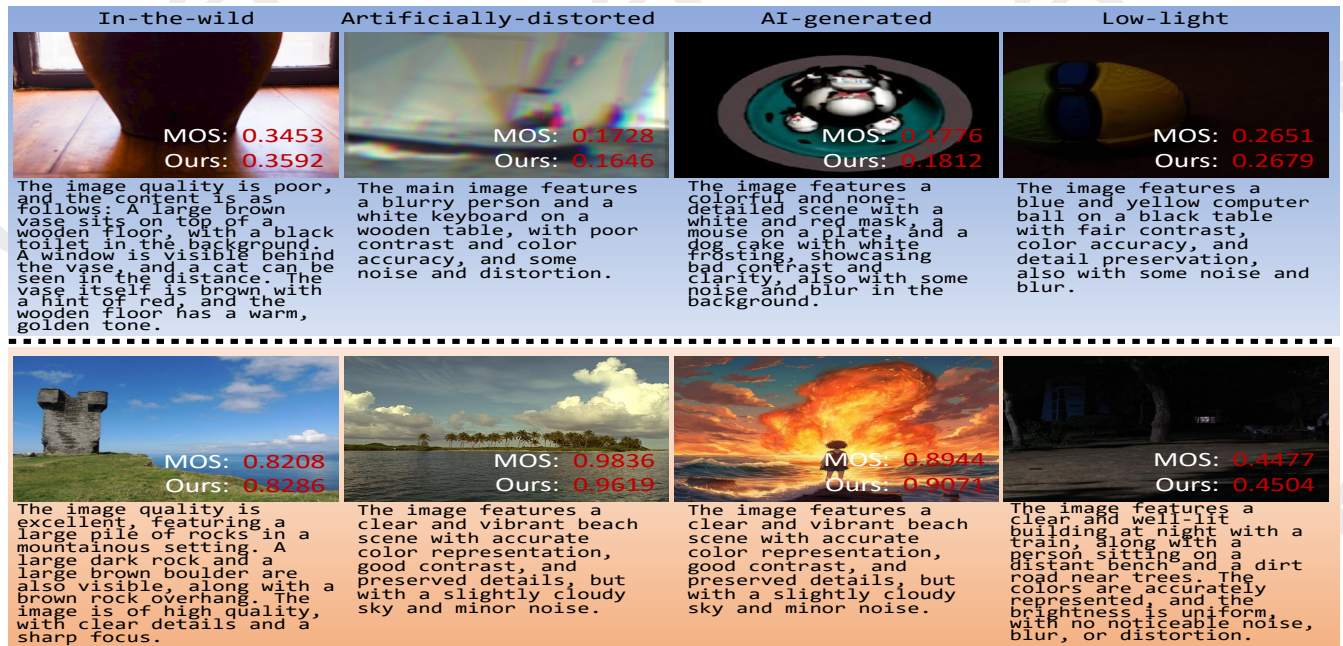 In-the-wild
Artificially-distorted
AI-generated
Low-light
MOS: 0.3453
Ours: 0.3592
MOS: 0.1728
Ours: 0.1646
MOS: 0.1776
Ours: 0.1812
MOS: 0.2651
Ours: 0.2679
The image quality is poor,
and the content is as
follows: A large brown
vase sits on top of a
wooden floor, with a black
toilet in the background.
A window is visible behind
the vase, and a cat can be
seen in the distance. The
vase itself is brown with
a hint of red, and the
wooden floor has a warm,
golden tone.
The main image features
a blurry person and a
white keyboard on a
wooden table, with poor
contrast and color
accuracy, and some
noise and distortion.
The image features a
colorful and none-
detailed scene with a
white and red mask, a
mouse on a plate, and a
dog cake with white
frosting, showcasing
bad contrast and
clarity, also with some
noise and blur in the
background.
The image features a
blue and yellow computer
ball on a black table
with fair contrast,
color accuracy, and
detail preservation,
also with some noise and
blur.
MOS: 0.8208
Ours: 0.8286
MOS: 0.9836
Ours: 0.9619
MOS: 0.8944
Ours: 0.9071
MOS: 0.4477
Ours: 0.4504
The image quality is
excellent, featuring a
large pile of rocks in a
mountainous setting. A
large dark rock and a
large brown boulder are
also visible, along with a
brown rock overhang. The
image is of high quality,
with clear details and a
sharp focus.
The image features a
clear and vibrant beach
scene with accurate
color representation,
good contrast, and
preserved details, but
with a slightly cloudy
sky and minor noise.
The image features a
clear and vibrant beach
scene with accurate
color representation,
good contrast, and
preserved details, but
with a slightly cloudy
sky and minor noise.
The image features a
clear and well-lit
building at night with a
train, along with a
person sitting on a
distant bench and a dirt
road near trees. The
colors are accurately
represented, and the
brightness is uniform,
with no noticeable noise,
blur, or distortion.